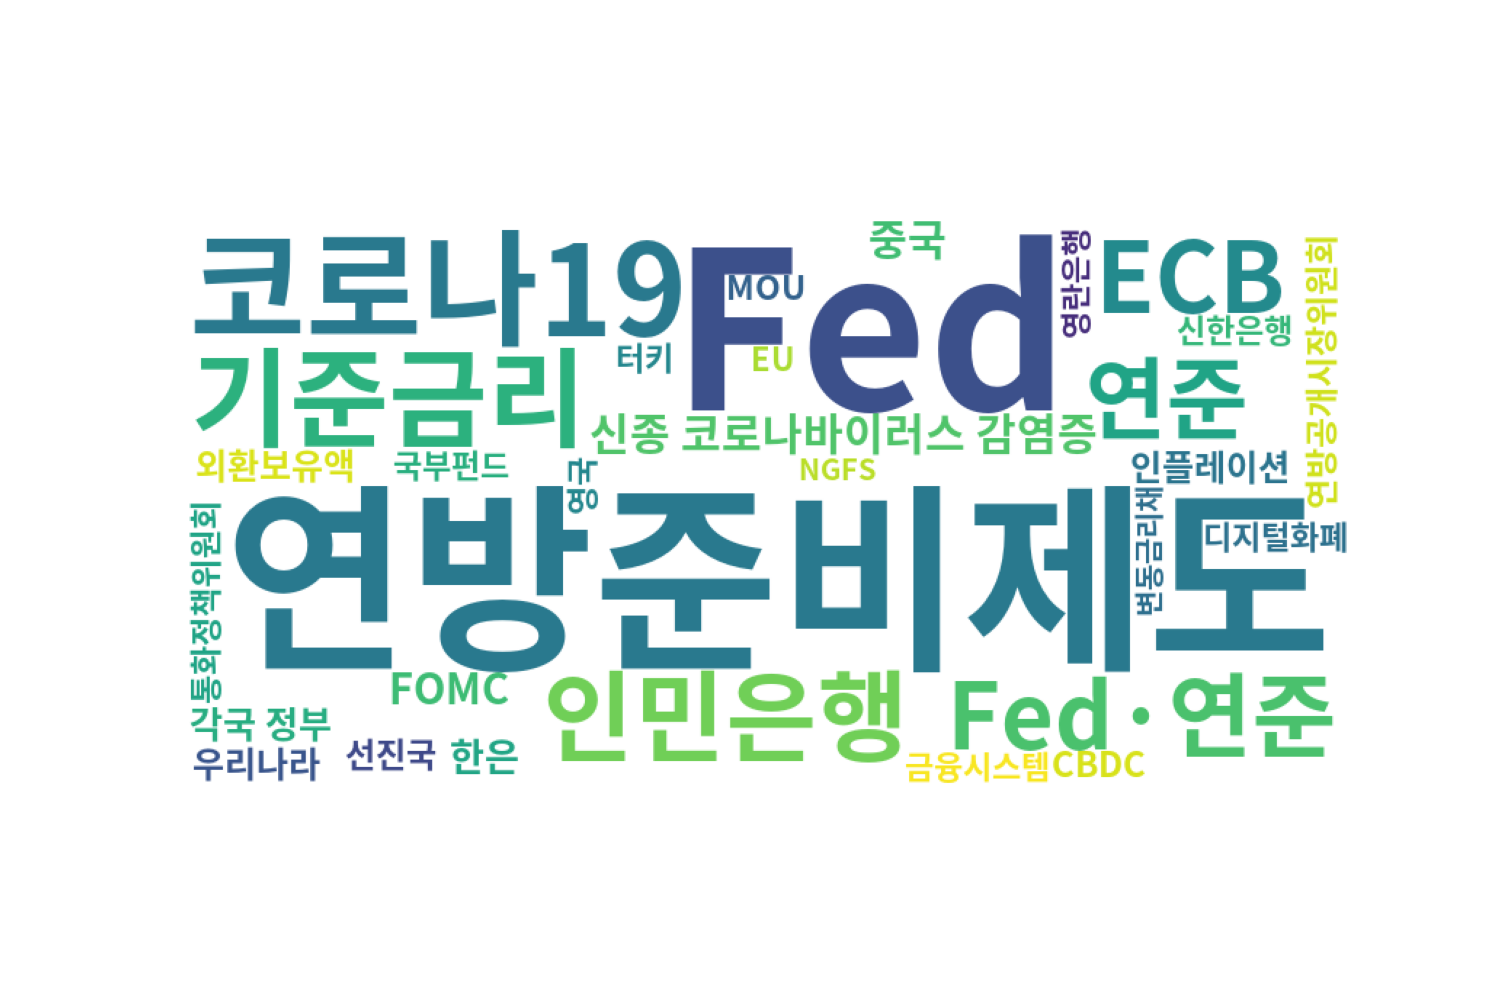 코로나19
Fed
MOU
중국
영란은행
ECB
신한은행
연방공개시장위원회
기준금리
터키
EU
연준
신종 코로나바이러스 감염증
외환보유액
국부펀드
영국
NGFS
인플레이션
변동금리채
디지털화폐
연방준비제도
통화정책위원회
FOMC
인민은행
Fed·연준
각국 정부
우리나라
선진국
한은
금융시스템
CBDC